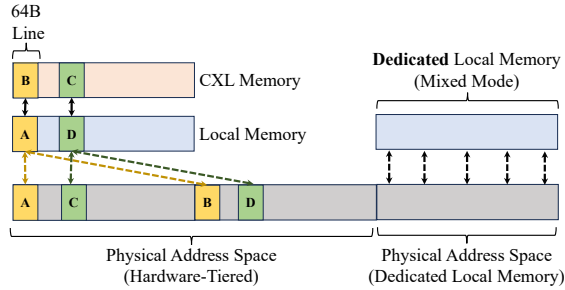 64B
Line
B C
CXL Memory
Dedicated Local Memory
(Mixed Mode)
A D
Local Memory
A C B D
Physical Address Space
(Hardware-Tiered)
Physical Address Space
(Dedicated Local Memory)